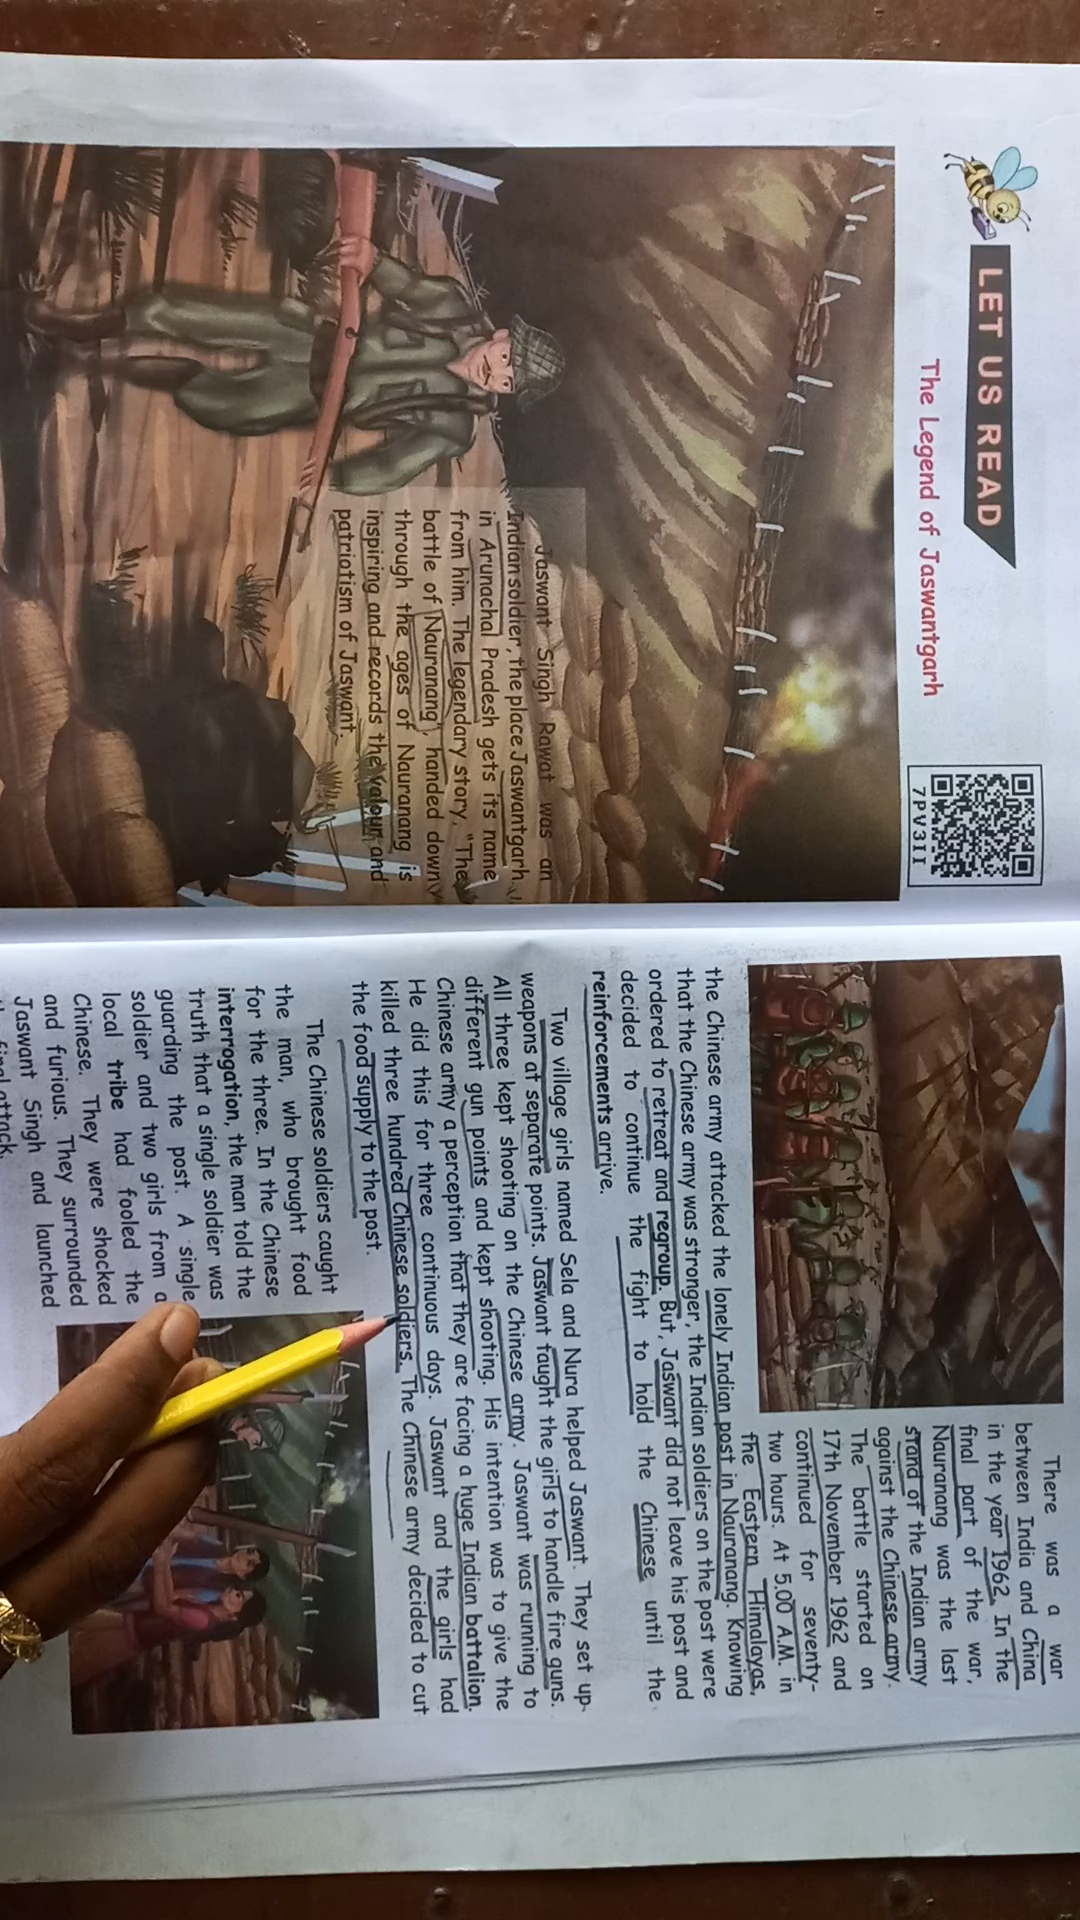 LET US READ
The Legend of Jaswantgarh
7PV3II
Jaswant Singh Rawat was an
Indian soldier, the place Jaswantgarh
in Arunachal Pradesh gets its name
from him. The legendary story, "The
battle of Nauranang", handed down
through the ages of Nauranang is
inspiring and records the valour and
patriotism of Jaswant.
There was a war
between India and China
in the year 1962. In the
final part of the war,
Nauranang was the last
strand of the Indian army
against the Chinese army.
The battle started on
17th November 1962 and
continued for seventy-
two hours. At 5.00 A.M. in
the Eastern Himalayas,
the Chinese army attacked the lonely Indian post in Nauranang. Knowing
that the Chinese army was stronger, the Indian soldiers on the post were
ordered to retreat and regroup. But, Jaswant did not leave his post and
decided to continue the fight to hold the Chinese until the
reinforcements arrive.
Two village girls named Sela and Nura helped Jaswant. They set up
weapons at separate points. Jaswant taught the girls to handle fire guns.
All three kept shooting on the Chinese army. Jaswant was running to
different gun points and kept shooting. His intention was to give the
Chinese army a perception that they are facing a huge Indian battalion.
He did this for three continuous days. Jaswant and the girls had
killed three hundred Chinese soldiers. The Chinese army decided to cut
the food supply to the post.
The Chinese soldiers caught
the man, who brought food
for the three. In the Chinese
interrogation, the man told the
truth that a single soldier was
guarding the post. A single
soldier and two girls from a
local tribe had fooled the
Chinese. They were shocked
and furious. They surrounded
Jaswant Singh and launched
final attack.